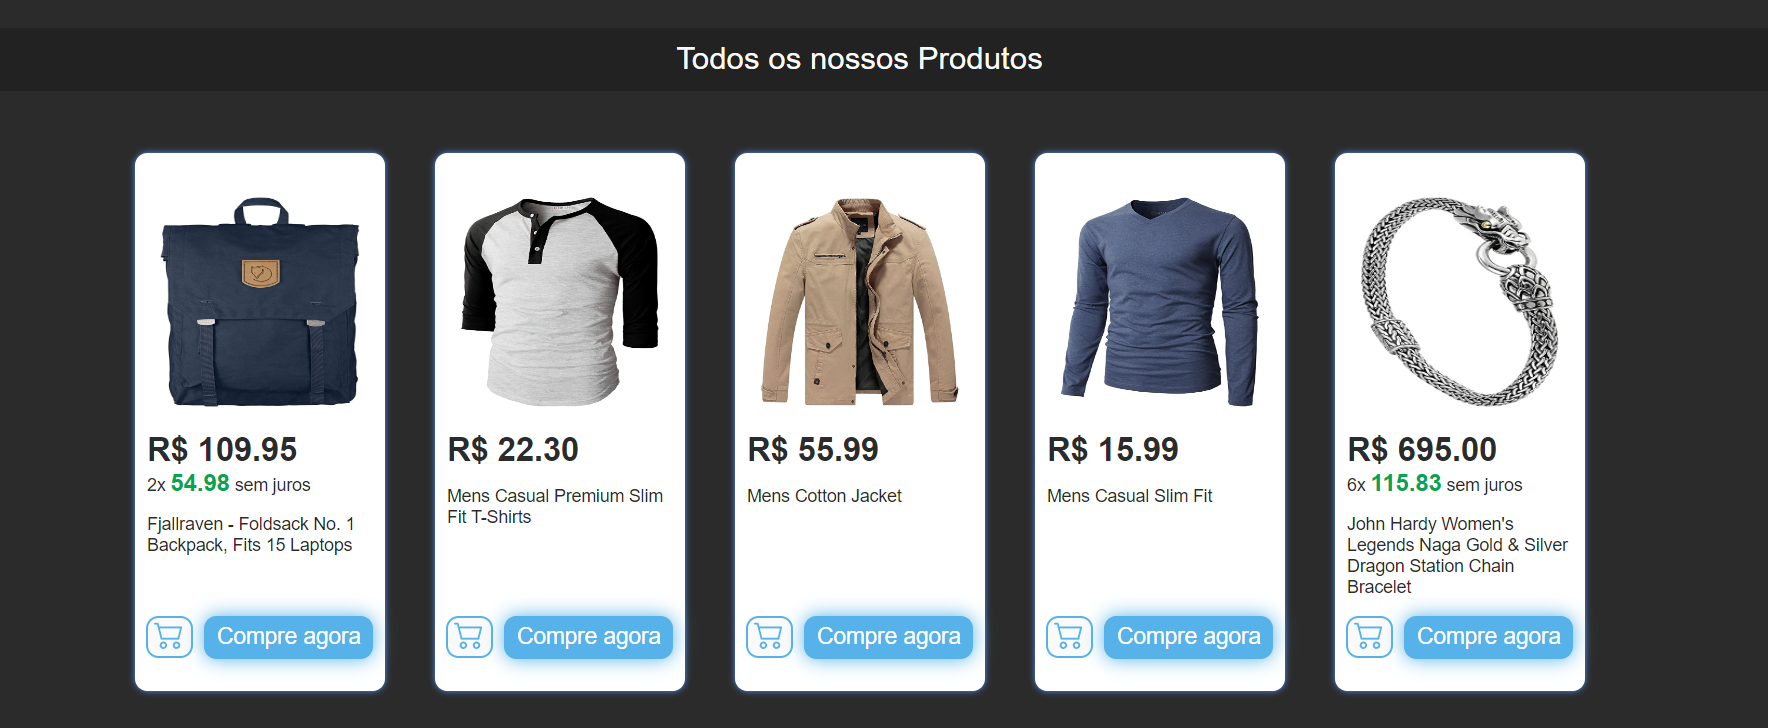 Todos os nossos Produtos
R$ 109.95
2x 54.98 sem juros
Fjallraven - Foldsack No. 1
Backpack, Fits 15 Laptops
Compre agora
R$ 22.30
Mens Casual Premium Slim
Fit T-Shirts
Compre agora
R$ 55.99
Mens Cotton Jacket
Compre agora
R$ 15.99
Mens Casual Slim Fit
Compre agora
R$ 695.00
6x 115.83 sem juros
John Hardy Women's
Legends Naga Gold & Silver
Dragon Station Chain
Bracelet
Compre agora